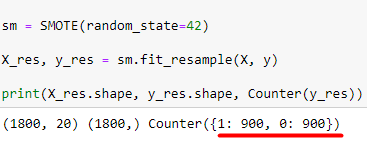 sm = SMOTE(random_state=42)
X_res, y_res = sm.fit_resample(X, y)
print(X_res.shape, y_res.shape, Counter(y_res))
(1800, 20) (1800,) Counter({1: 900, 0: 900})